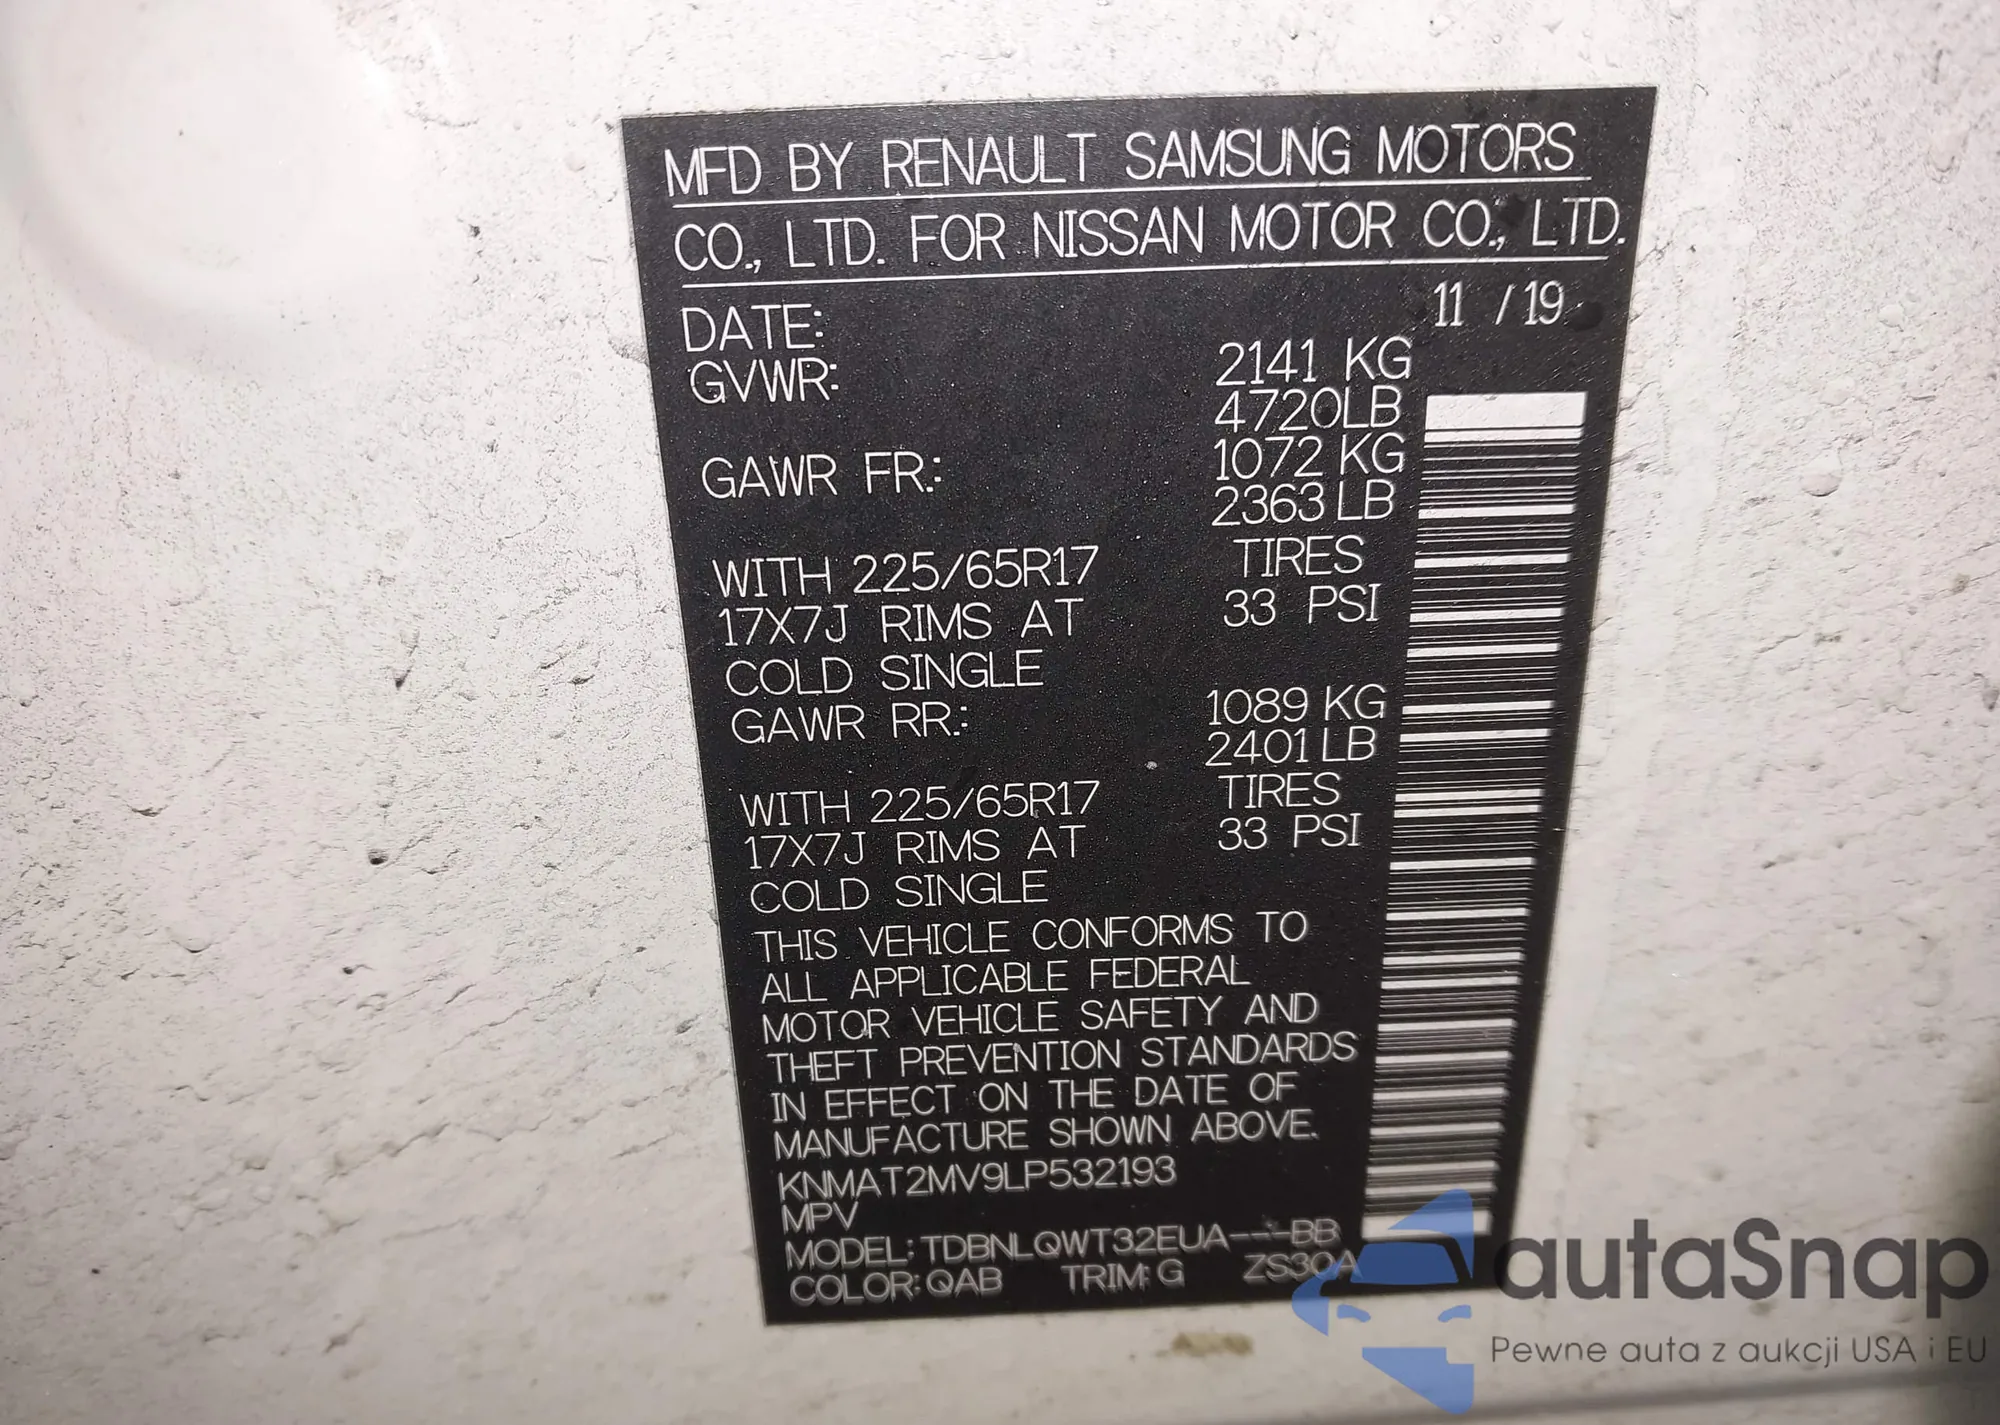 MFD BY RENAULT SAMSUNG MOTORS
CO., LTD. FOR NISSAN MOTOR CO., LTD.
DATE: 11 / 19
GVWR: 2141 KG
4720LB
GAWR FR.: 1072 KG
2363 LB
WITH 225/65R17 TIRES
17X7J RIMS AT 33 PSI
COLD SINGLE
GAWR RR.: 1089 KG
2401 LB
WITH 225/65R17 TIRES
17X7J RIMS AT 33 PSI
COLD SINGLE
THIS VEHICLE CONFORMS TO
ALL APPLICABLE FEDERAL
MOTOR VEHICLE SAFETY AND
THEFT PREVENTION STANDARDS
IN EFFECT ON THE DATE OF
MANUFACTURE SHOWN ABOVE.
KNMAT2MV9LP532193
MPV
MODEL: TDBNLQWT32EUA---BB
COLOR: QAB TRIM: G ZS30A
autaSnap
Pewne auta z aukcji USA i EU